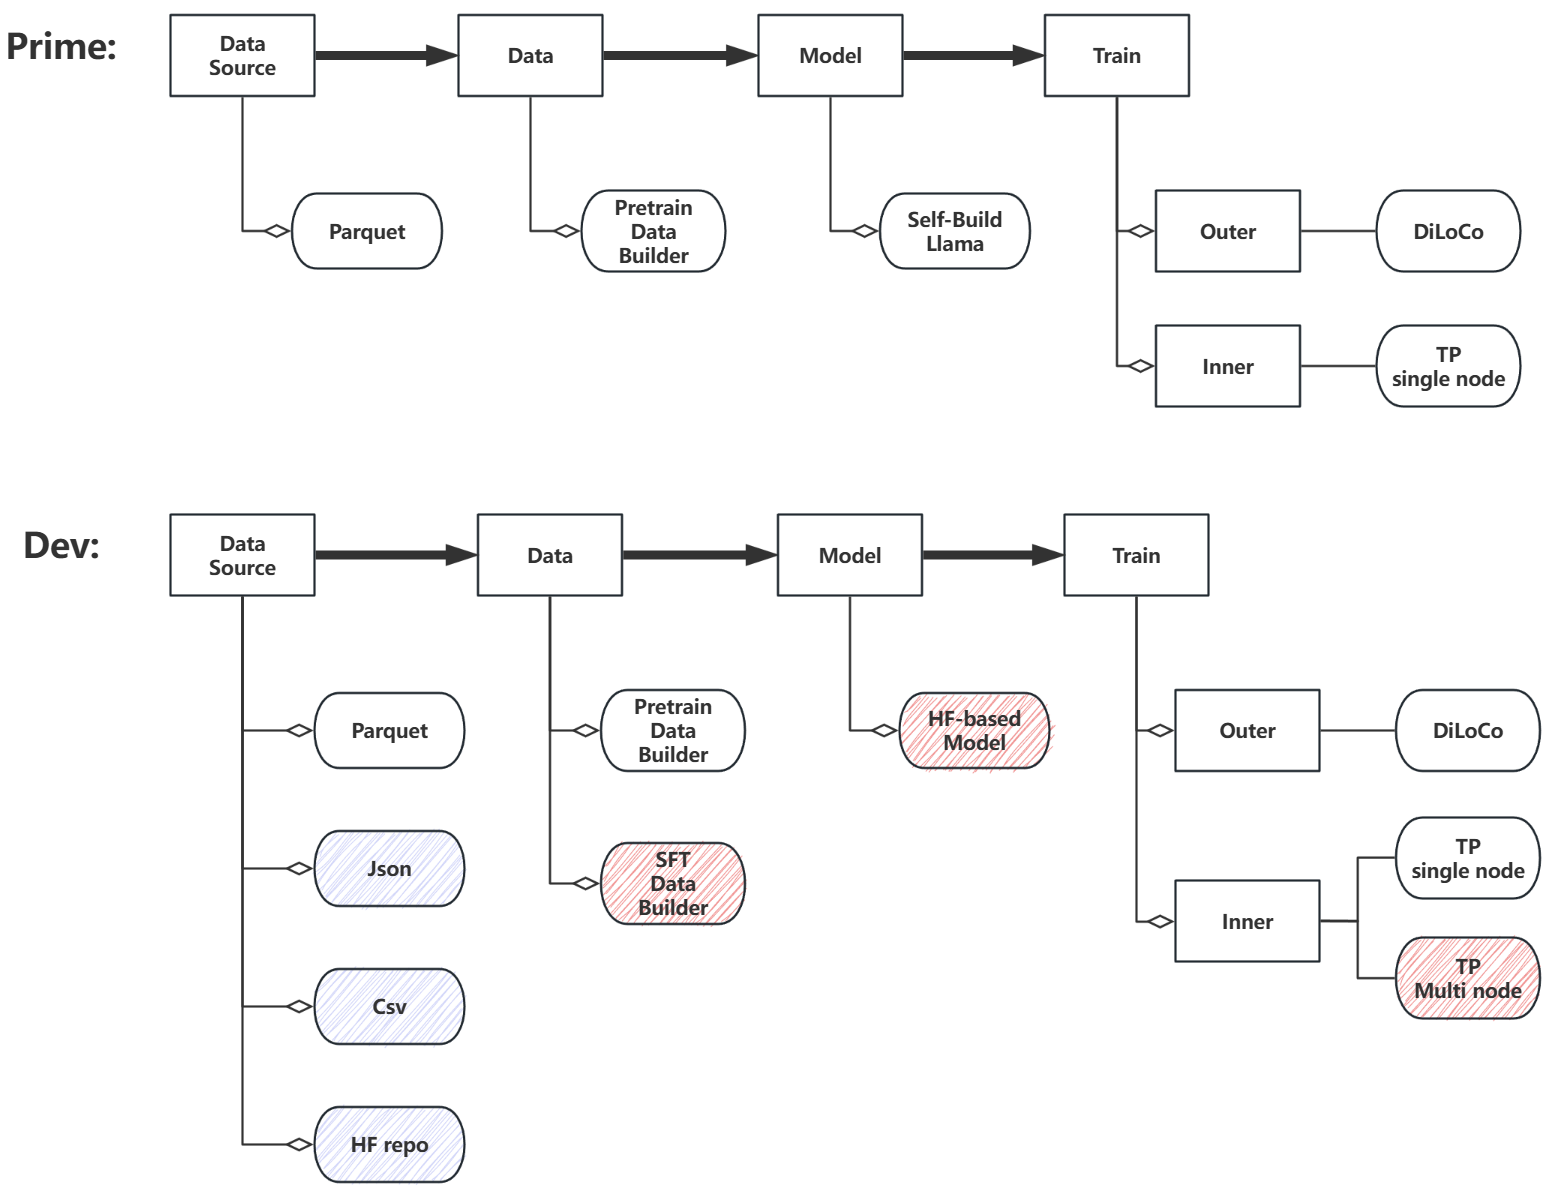 Prime:
Data
Source
Data
Model
Train
Parquet
Pretrain
Data
Builder
Self-Build
Llama
Outer
DiLoCo
Inner
TP
single node
Dev:
Data
Source
Data
Model
Train
Parquet
Pretrain
Data
Builder
HF-based
Model
Outer
DiLoCo
Json
SFT
Data
Builder
Inner
TP
single node
TP
Multi node
Csv
HF repo